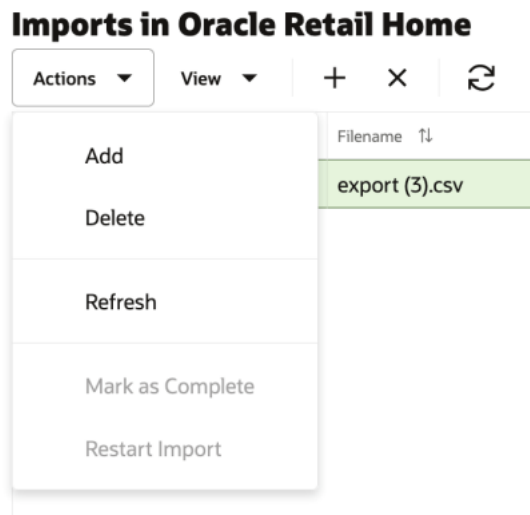 Imports in Oracle Retail Home
Actions View
Filename
Add
export (3).csv
Delete
Refresh
Mark as Complete
Restart Import